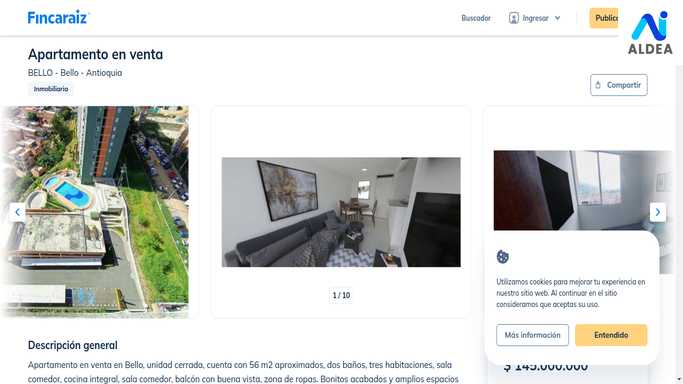 Fincaraiz
Buscador
Ingresar
Publica
ALDEA
Apartamento en venta
BELLO - Bello - Antioquia
Inmobiliario
Compartir
1 / 10
Utilizamos cookies para mejorar tu experiencia en
nuestro sitio web. Al continuar en el sitio
consideramos que aceptas su uso.
Más información
Entendido
$ 145.000.000
Descripción general
Apartamento en venta en Bello, unidad cerrada, cuenta con 56 m2 aproximados, dos baños, tres habitaciones, sala
comedor, cocina integral, sala comedor, balcón con buena vista, zona de ropas. Bonitos acabados y amplios espacios